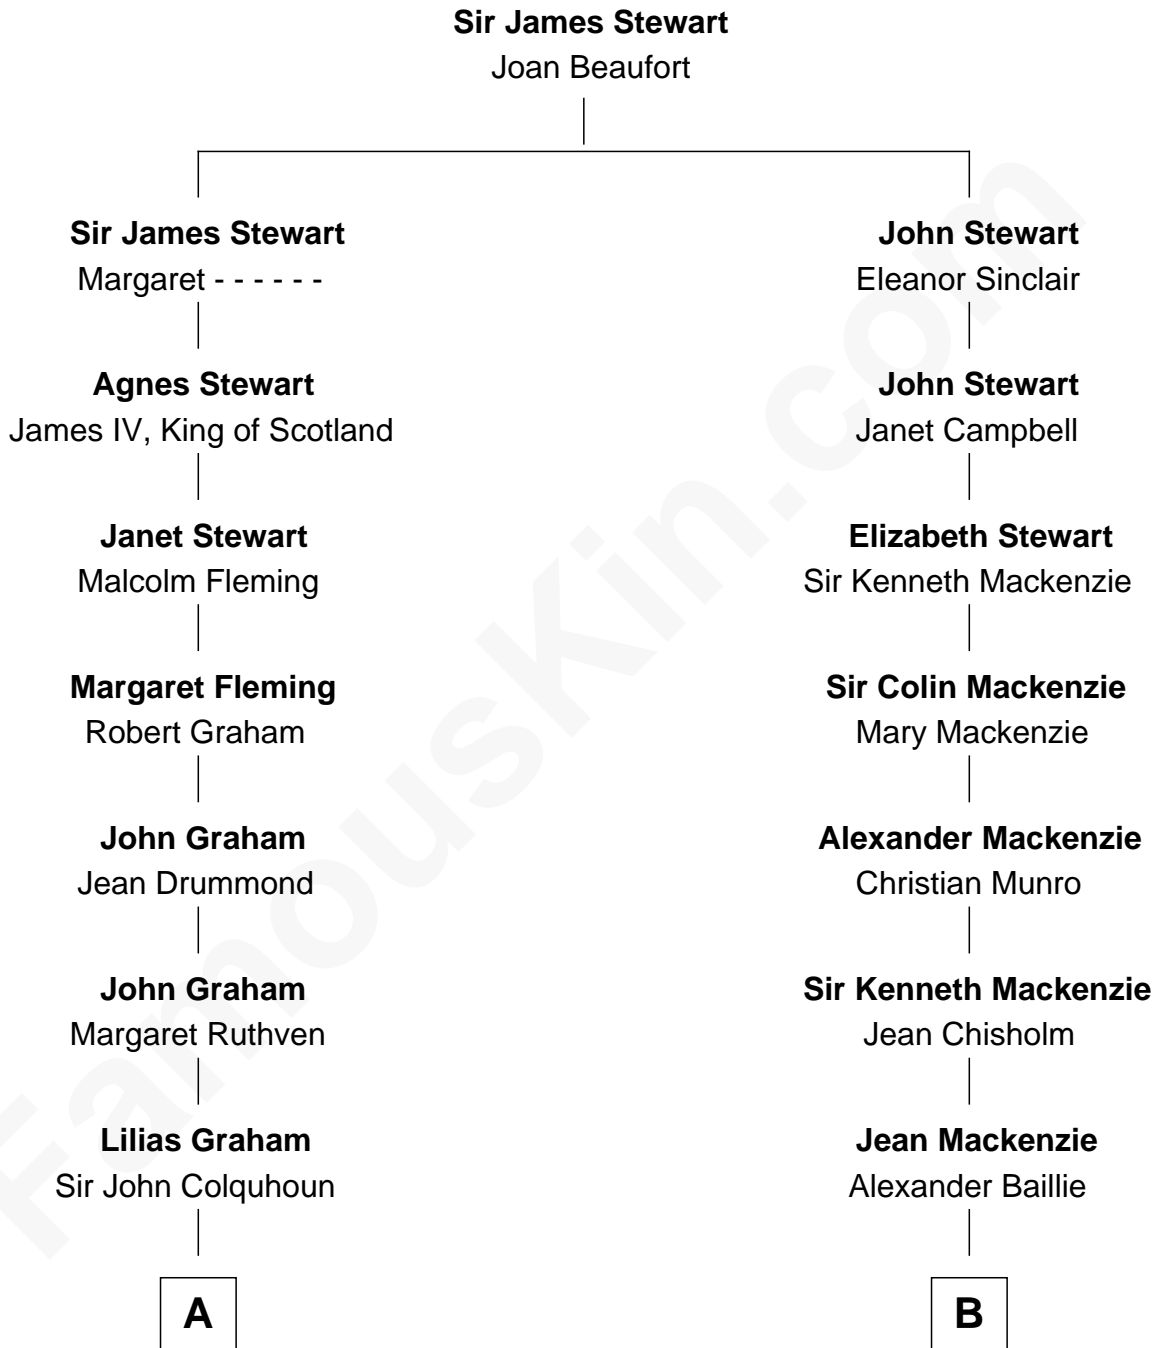 Sir James Stewart
Joan Beaufort
Sir James Stewart
Margaret - - - - - -
Agnes Stewart
James IV, King of Scotland
Janet Stewart
Malcolm Fleming
Margaret Fleming
Robert Graham
John Graham
Jean Drummond
John Graham
Margaret Ruthven
Lilias Graham
Sir John Colquhoun
A
John Stewart
Eleanor Sinclair
John Stewart
Janet Campbell
Elizabeth Stewart
Sir Kenneth Mackenzie
Sir Colin Mackenzie
Mary Mackenzie
Alexander Mackenzie
Christian Munro
Sir Kenneth Mackenzie
Jean Chisholm
Jean Mackenzie
Alexander Baillie
B
FamousKin.com